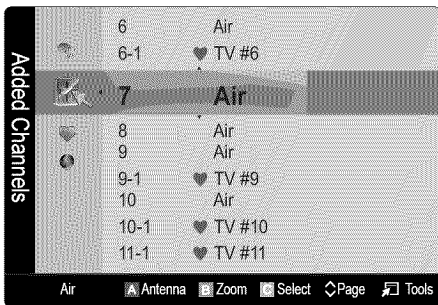 Added Channels
6 Air
6-1 ♥ TV #6
7 Air
8 Air
9 Air
9-1 ♥ TV #9
10 Air
10-1 ♥ TV #10
11-1 ♥ TV #11
Air A Antenna B Zoom C Select Page Tools